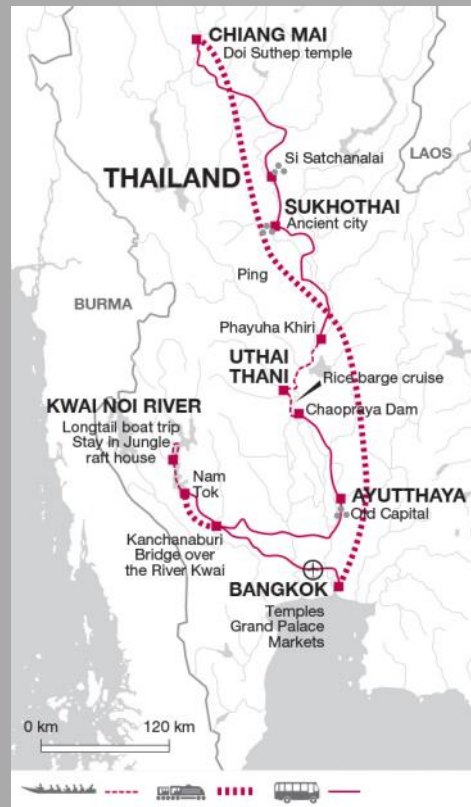 CHIANG MAI
Doi Suthep temple
LAOS
Si Satchanalai
THAILAND
SUKHOTHAI
Ancient city
Ping
BURMA
Phayuha Khiri
UTHAI
THANI
Rice barge cruise
Chaopraya Dam
KWAI NOI RIVER
Longtail boat trip
Stay in Jungle
raft house
Nam
Tok
AYUTTHAYA
Old Capital
Kanchanaburi
Bridge over
the River Kwai
BANGKOK
Temples
Grand Palace
Markets
0 km 120 km